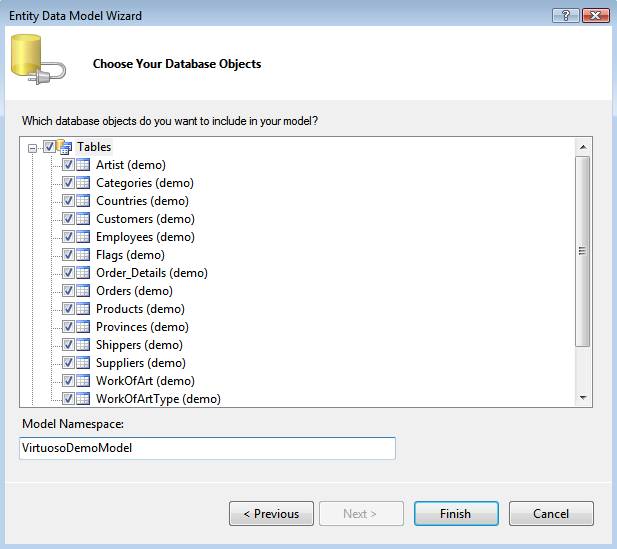 Entity Data Model Wizard
Choose Your Database Objects
Which database objects do you want to include in your model?
Tables
Artist (demo)
Categories (demo)
Countries (demo)
Customers (demo)
Employees (demo)
Flags (demo)
Order_Details (demo)
Orders (demo)
Products (demo)
Provinces (demo)
Shippers (demo)
Suppliers (demo)
WorkOfArt (demo)
WorkOfArtType (demo)
Model Namespace:
VirtuosoDemoModel
< Previous
Next >
Finish
Cancel